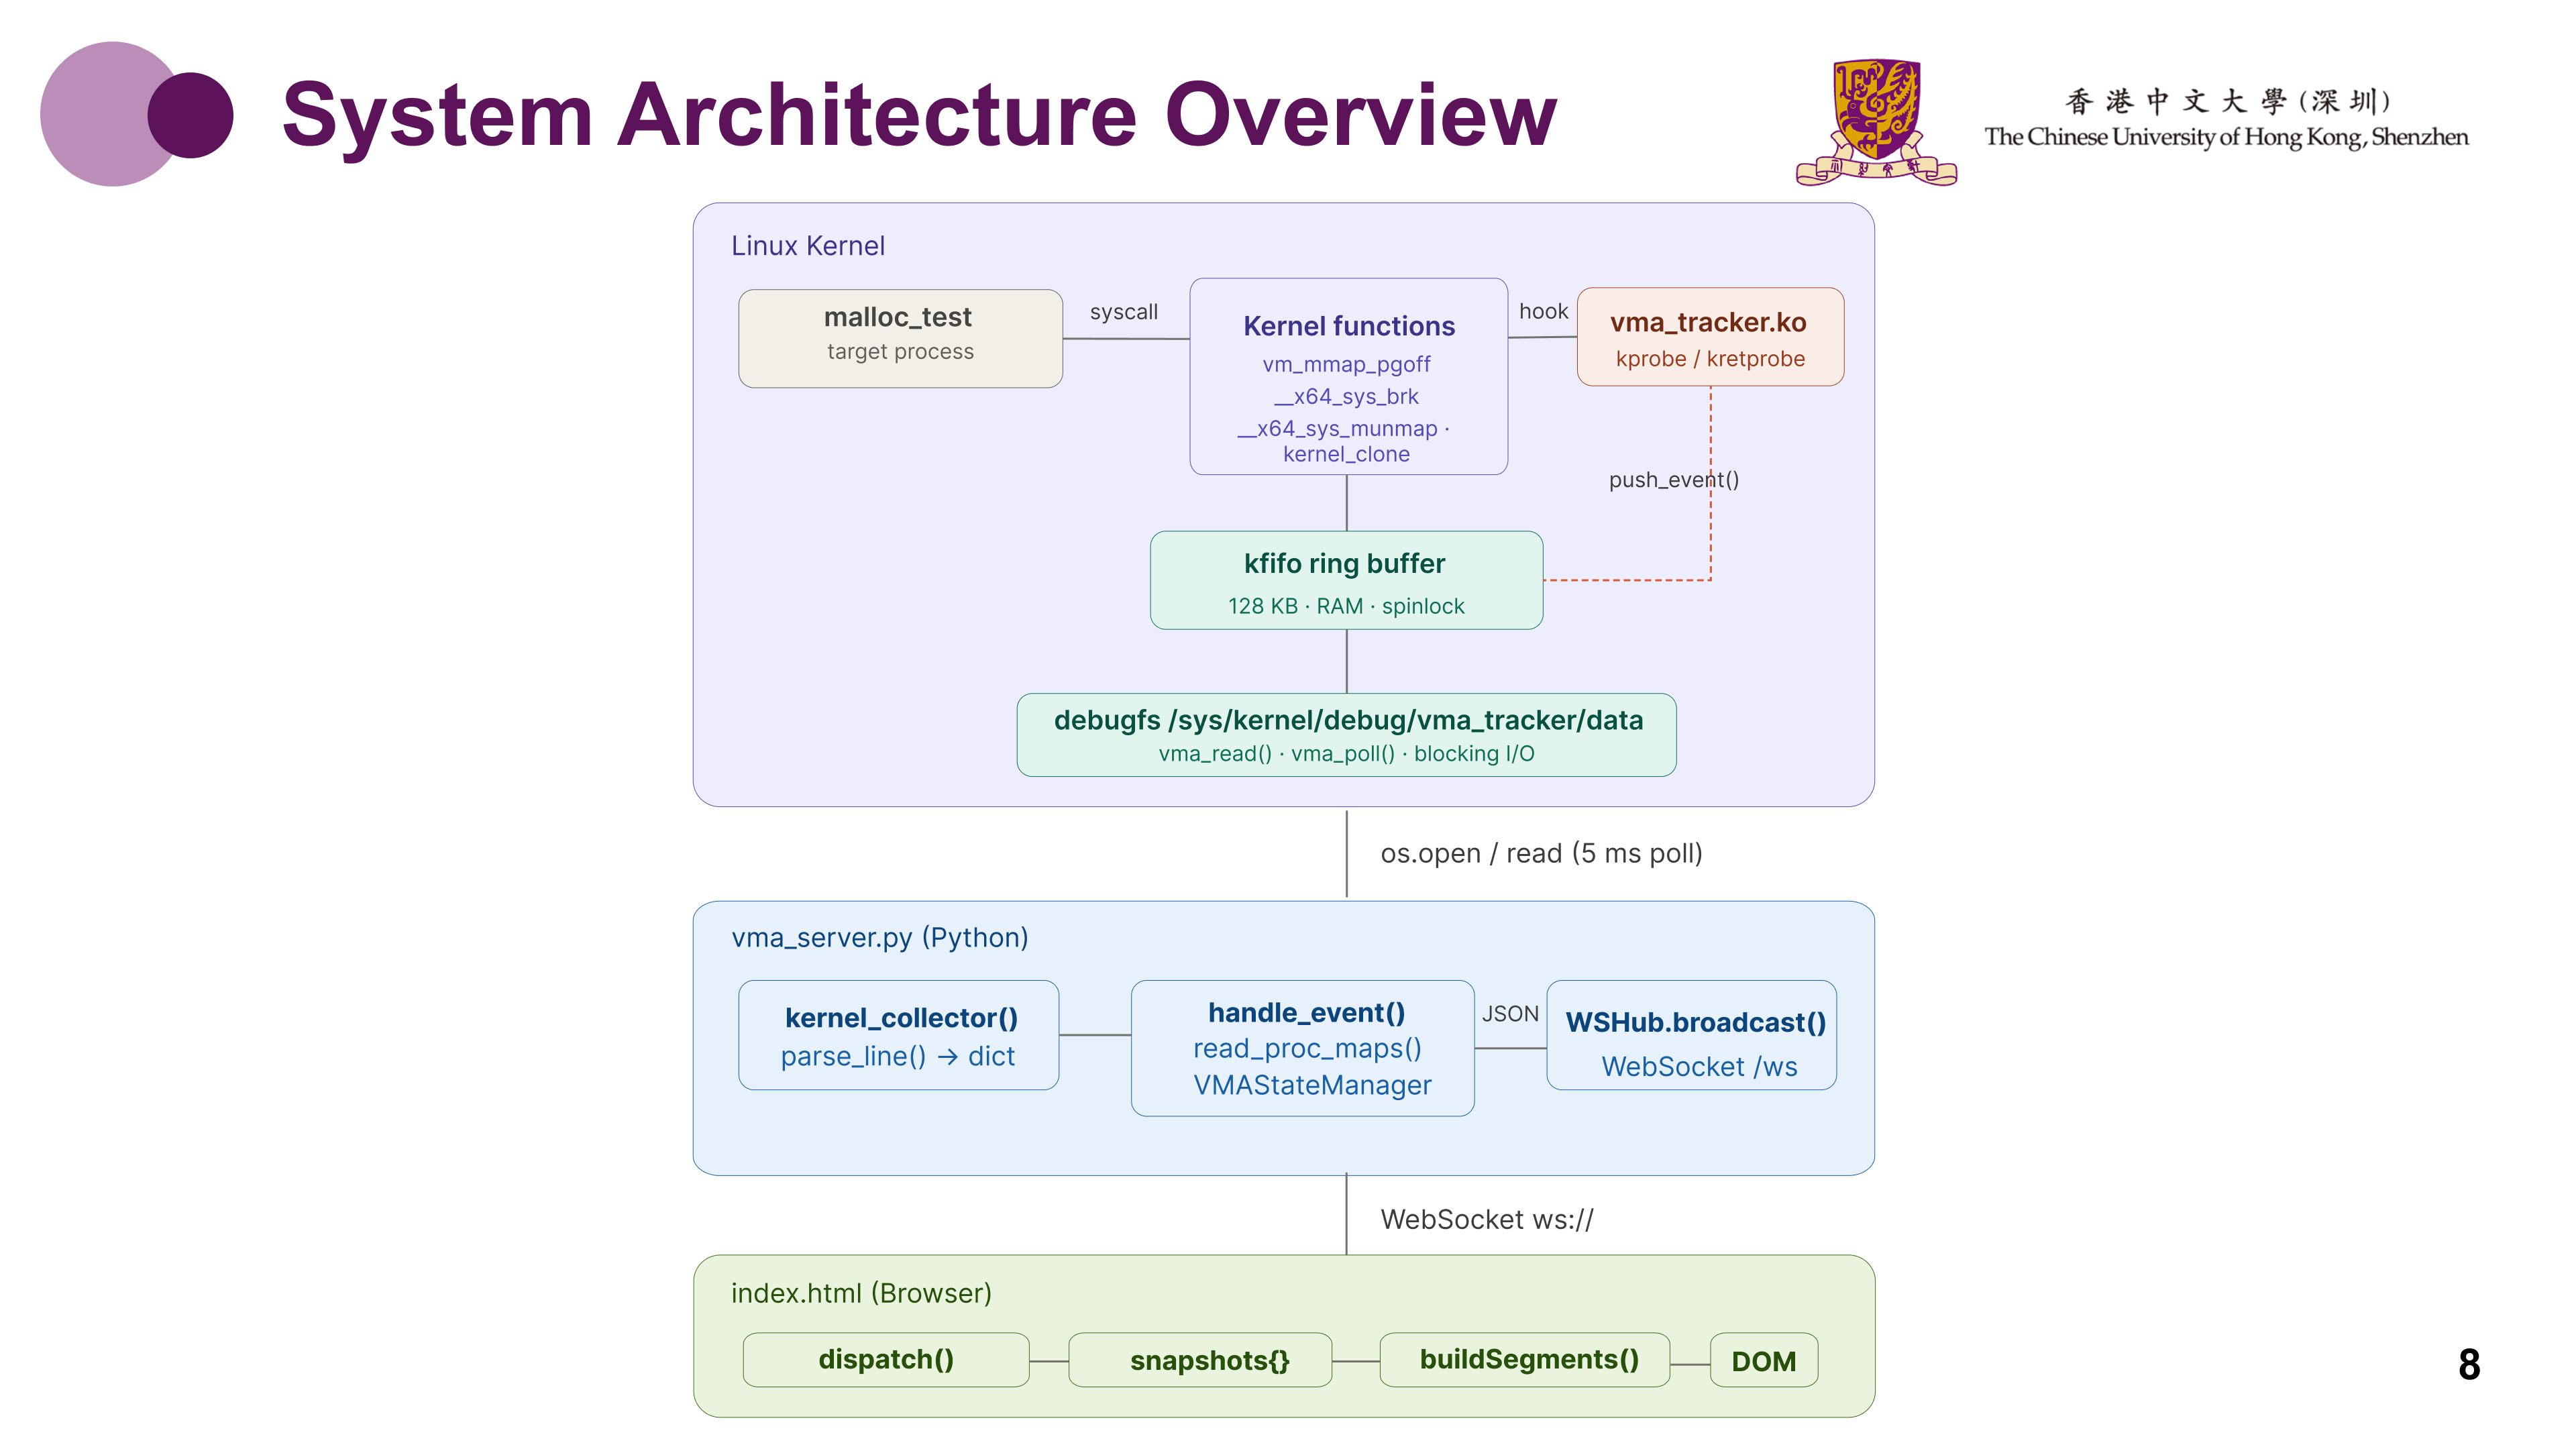 System Architecture Overview
香港中文大學(深圳)
The Chinese University of Hong Kong, Shenzhen
Linux Kernel
malloc_test
target process
syscall
Kernel functions
vm_mmap_pgoff
__x64_sys_brk
__x64_sys_munmap ·
kernel_clone
hook
vma_tracker.ko
kprobe / kretprobe
push_event()
kfifo ring buffer
128 KB · RAM · spinlock
debugfs /sys/kernel/debug/vma_tracker/data
vma_read() · vma_poll() · blocking I/O
os.open / read (5 ms poll)
vma_server.py (Python)
kernel_collector()
parse_line() → dict
handle_event()
read_proc_maps()
VMAStateManager
JSON
WSHub.broadcast()
WebSocket /ws
WebSocket ws://
index.html (Browser)
dispatch()
snapshots{}
buildSegments()
DOM
8